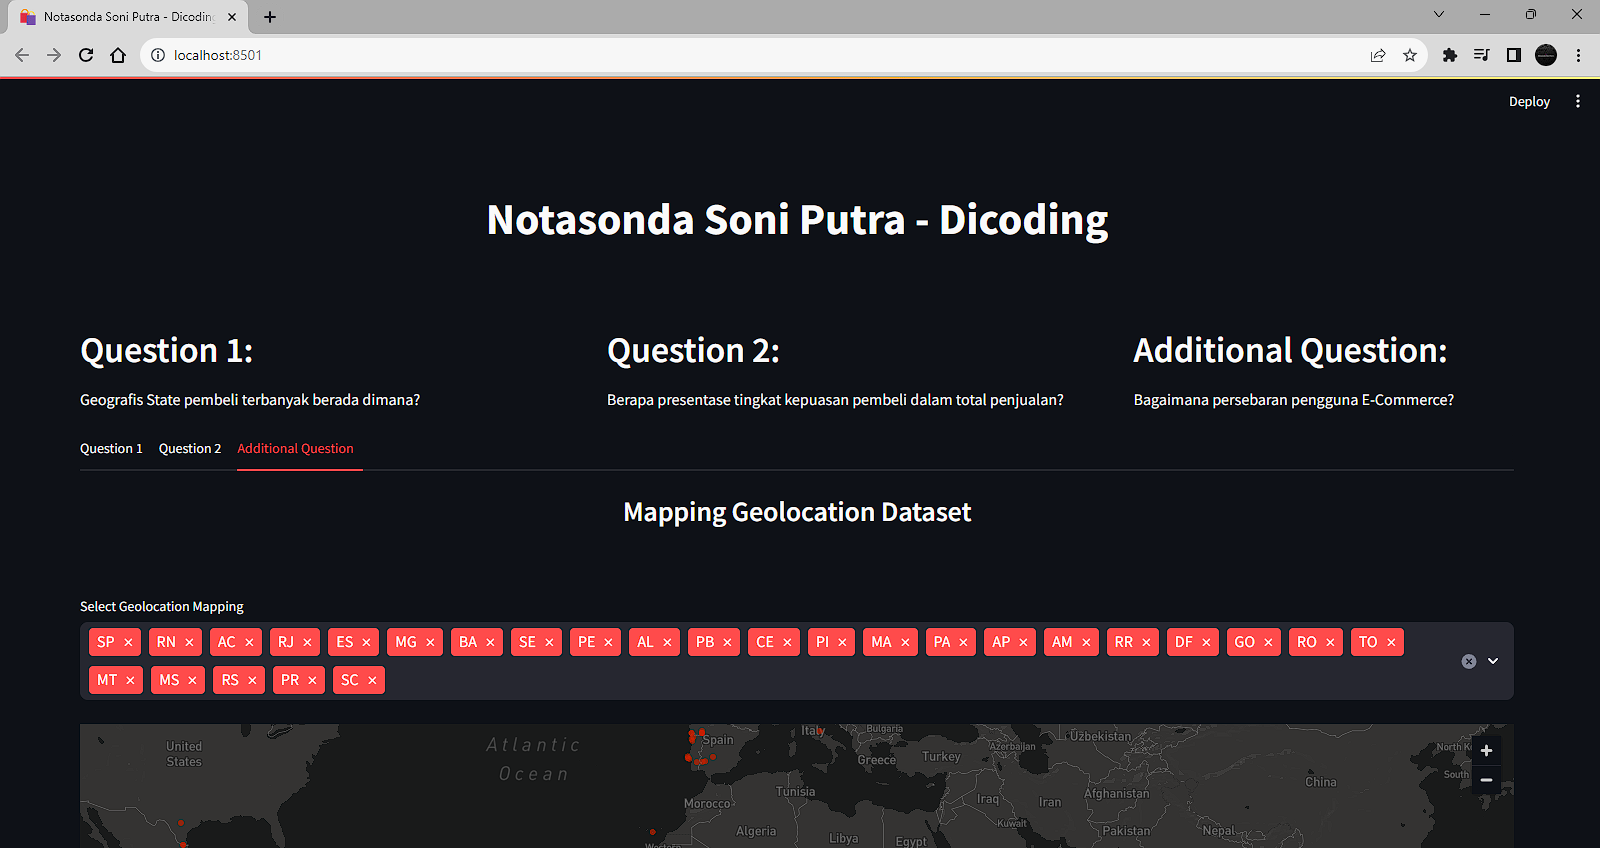 Notasonda Soni Putra - Dicoding
localhost:8501
Deploy
Notasonda Soni Putra - Dicoding
Question 1:
Geografis State pembeli terbanyak berada dimana?
Question 2:
Berapa presentase tingkat kepuasan pembeli dalam total penjualan?
Additional Question:
Bagaimana persebaran pengguna E-Commerce?
Question 1 Question 2 Additional Question
Mapping Geolocation Dataset
Select Geolocation Mapping
SP RN AC RJ ES MG BA SE PE AL PB CE PI MA PA AP AM RR DF GO RO TO
MT MS RS PR SC
United
States
Atlantic
Ocean
Spain
Italy
Bulgaria
Greece
Turkey
Azerbaijan
Uzbekistan
North
South
China
Tunisia
Morocco
Iraq
Iran
Afghanistan
Kuwait
Algeria
Libya
Egypt
Pakistan
Nepal